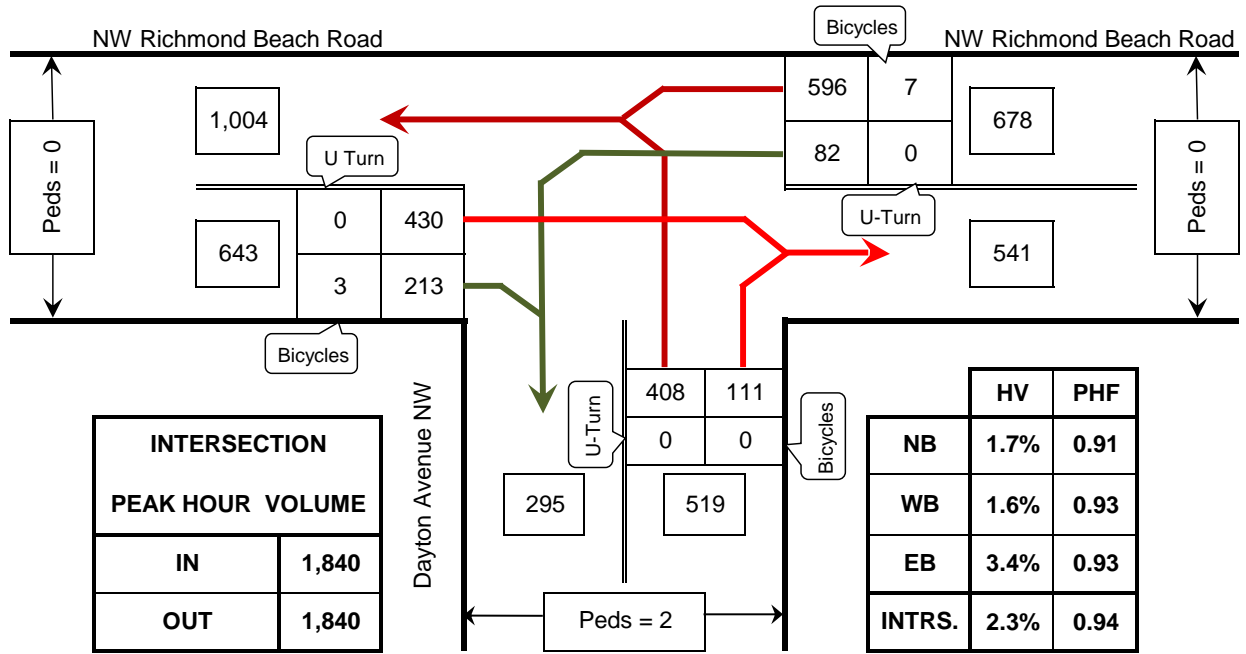 NW Richmond Beach Road
Bicycles
NW Richmond Beach Road
596 7
1,004
678
Peds = 0
U Turn
82 0
Peds = 0
0 430
U-Turn
643
541
3 213
Bicycles
Dayton Avenue NW
U-Turn
408 111
0 0
Bicycles
295
519
Peds = 2
INTERSECTION
PEAK HOUR VOLUME
IN 1,840
OUT 1,840
HV PHF
NB 1.7% 0.91
WB 1.6% 0.93
EB 3.4% 0.93
INTRS. 2.3% 0.94